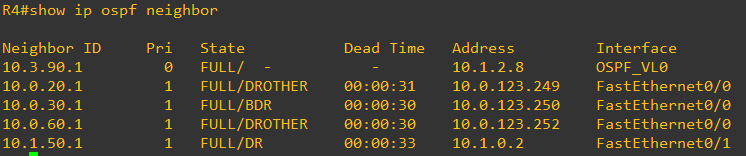 R4#show ip ospf neighbor
Neighbor ID     Pri   State           Dead Time   Address         Interface
10.3.90.1         0   FULL/  -           -        10.1.2.8        OSPF_VL0
10.0.20.1         1   FULL/DROTHER    00:00:31    10.0.123.249    FastEthernet0/0
10.0.30.1         1   FULL/BDR        00:00:30    10.0.123.250    FastEthernet0/0
10.0.60.1         1   FULL/DROTHER    00:00:30    10.0.123.252    FastEthernet0/0
10.1.50.1         1   FULL/DR         00:00:33    10.1.0.2        FastEthernet0/1